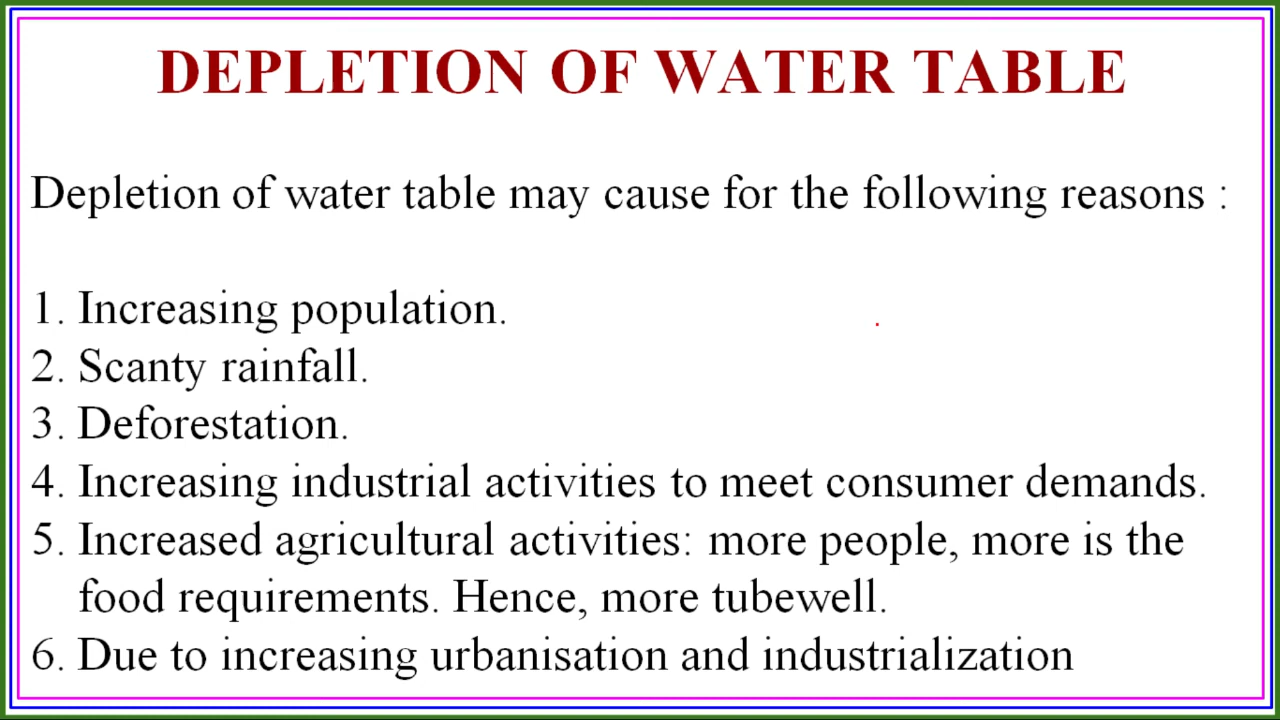 DEPLETION OF WATER TABLE
Depletion of water table may cause for the following reasons :
1. Increasing population.
2. Scanty rainfall.
3. Deforestation.
4. Increasing industrial activities to meet consumer demands.
5. Increased agricultural activities: more people, more is the
food requirements. Hence, more tubewell.
6. Due to increasing urbanisation and industrialization